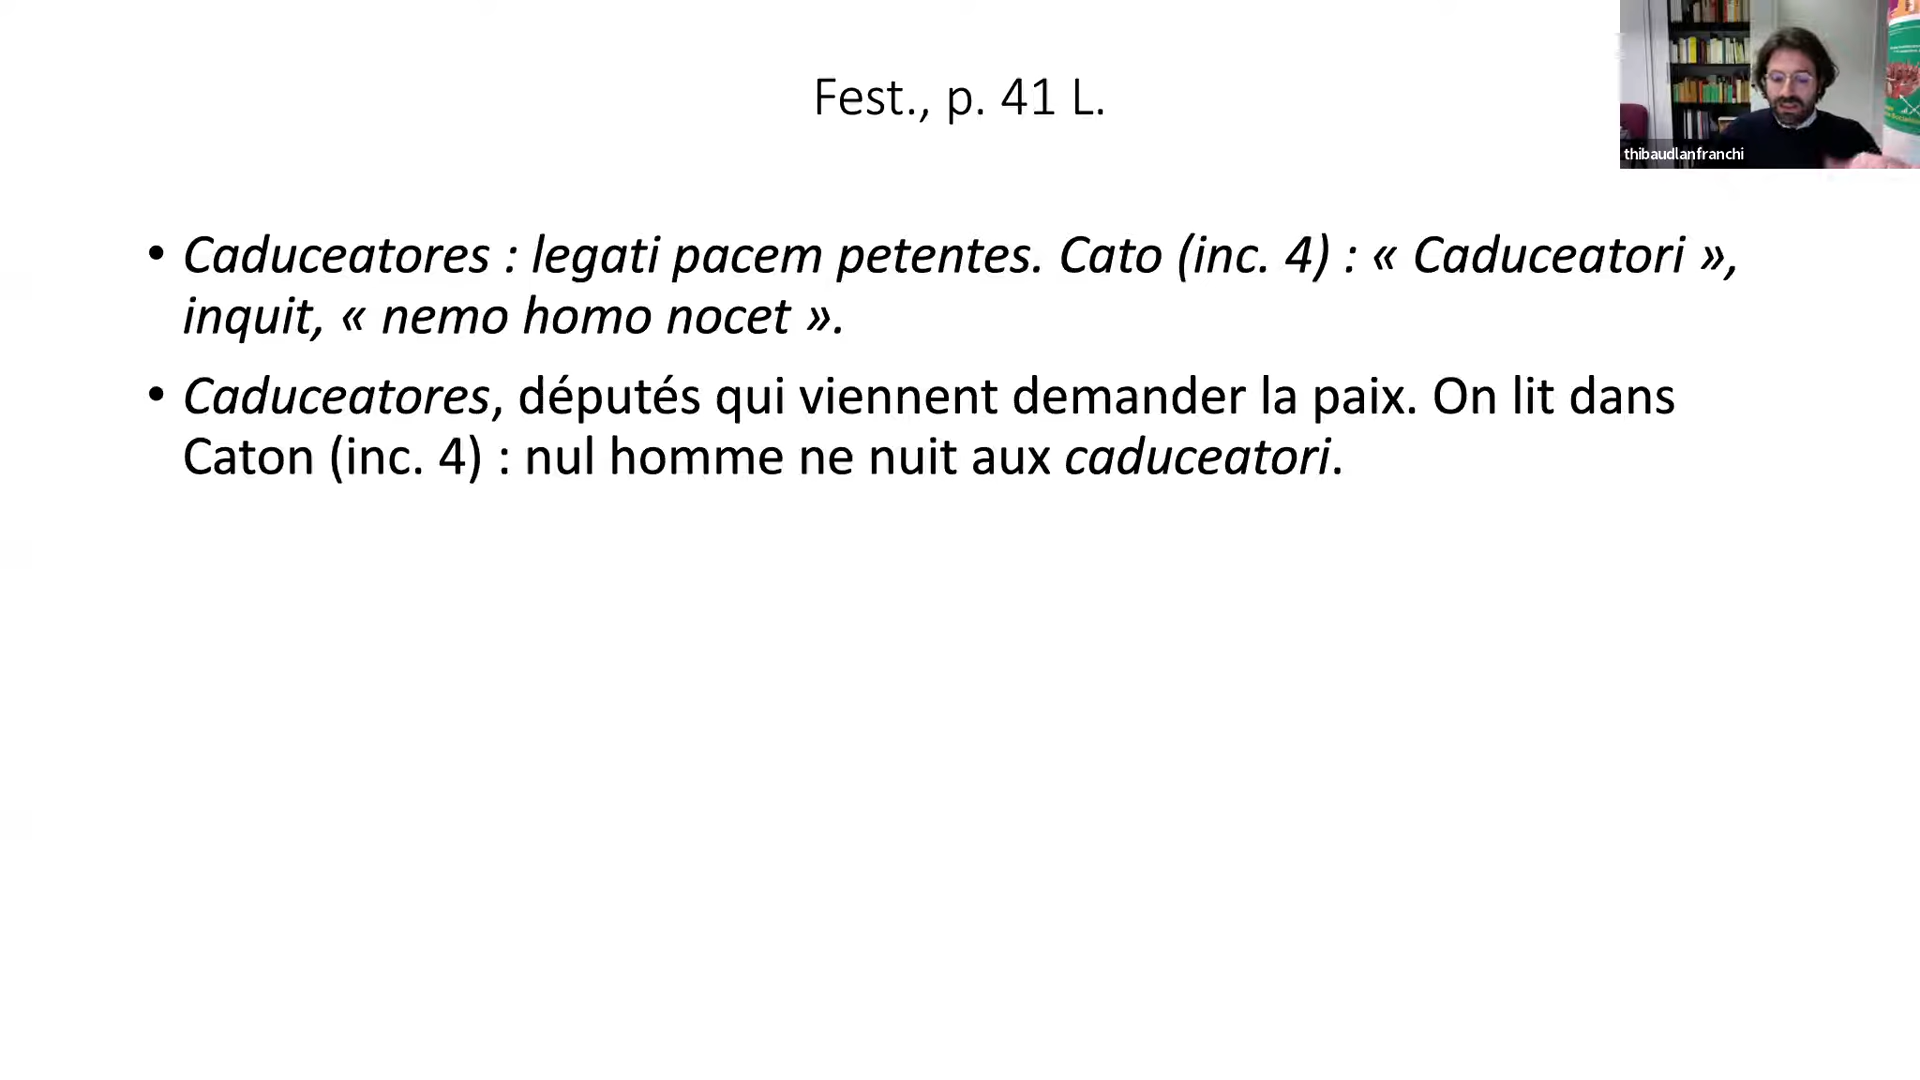 Fest., p. 41 L.
thibaudlanfranchi
• Caduceatores : legati pacem petentes. Cato (inc. 4) : « Caduceatori »,
inquit, « nemo homo nocet ».
• Caduceatores, députés qui viennent demander la paix. On lit dans
Caton (inc. 4) : nul homme ne nuit aux caduceatori.